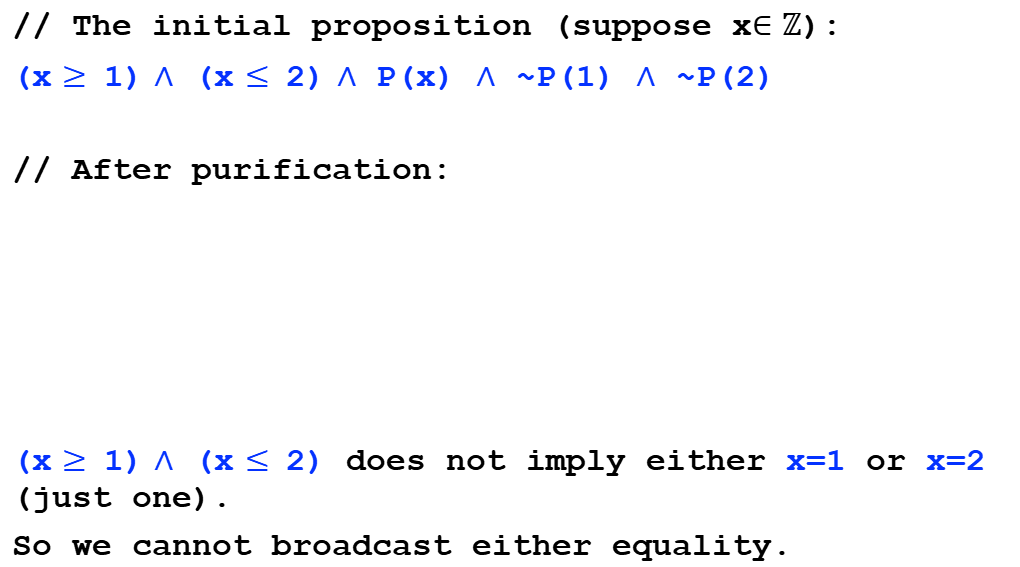 // The initial proposition (suppose x∈ ℤ):
(x ≥ 1) ∧ (x ≤ 2) ∧ P(x) ∧ ~P(1) ∧ ~P(2)
// After purification:
(x ≥ 1) ∧ (x ≤ 2) does not imply either x=1 or x=2
(just one).
So we cannot broadcast either equality.